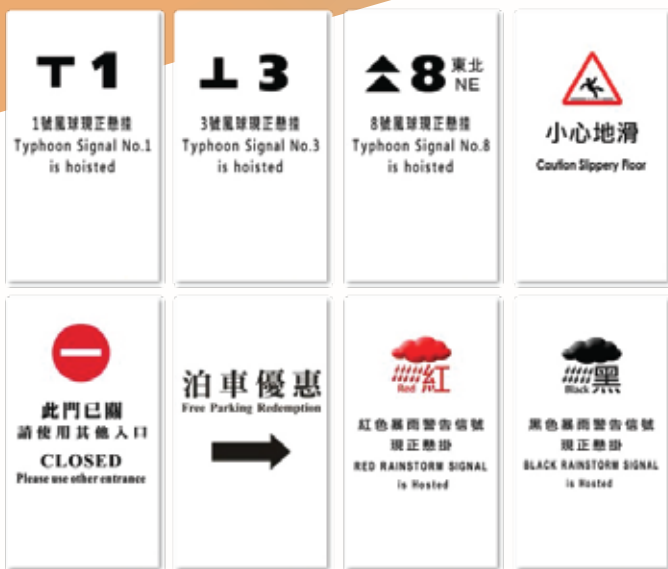 1
1號風球現正懸掛
Typhoon Signal No.1
is hoisted
3
3號風球現正懸掛
Typhoon Signal No.3
is hoisted
8 東北
NE
8號風球現正懸掛
Typhoon Signal No.8
is hoisted
小心地滑
Caution Slippery Floor
此門已關
請使用其他入口
CLOSED
Please use other entrance
泊車優惠
Free Parking Redemption
Red 紅
紅色暴雨警告信號
現正懸掛
RED RAINSTORM SIGNAL
is Hosted
Black 黑
黑色暴雨警告信號
現正懸掛
BLACK RAINSTORM SIGNAL
is Hosted